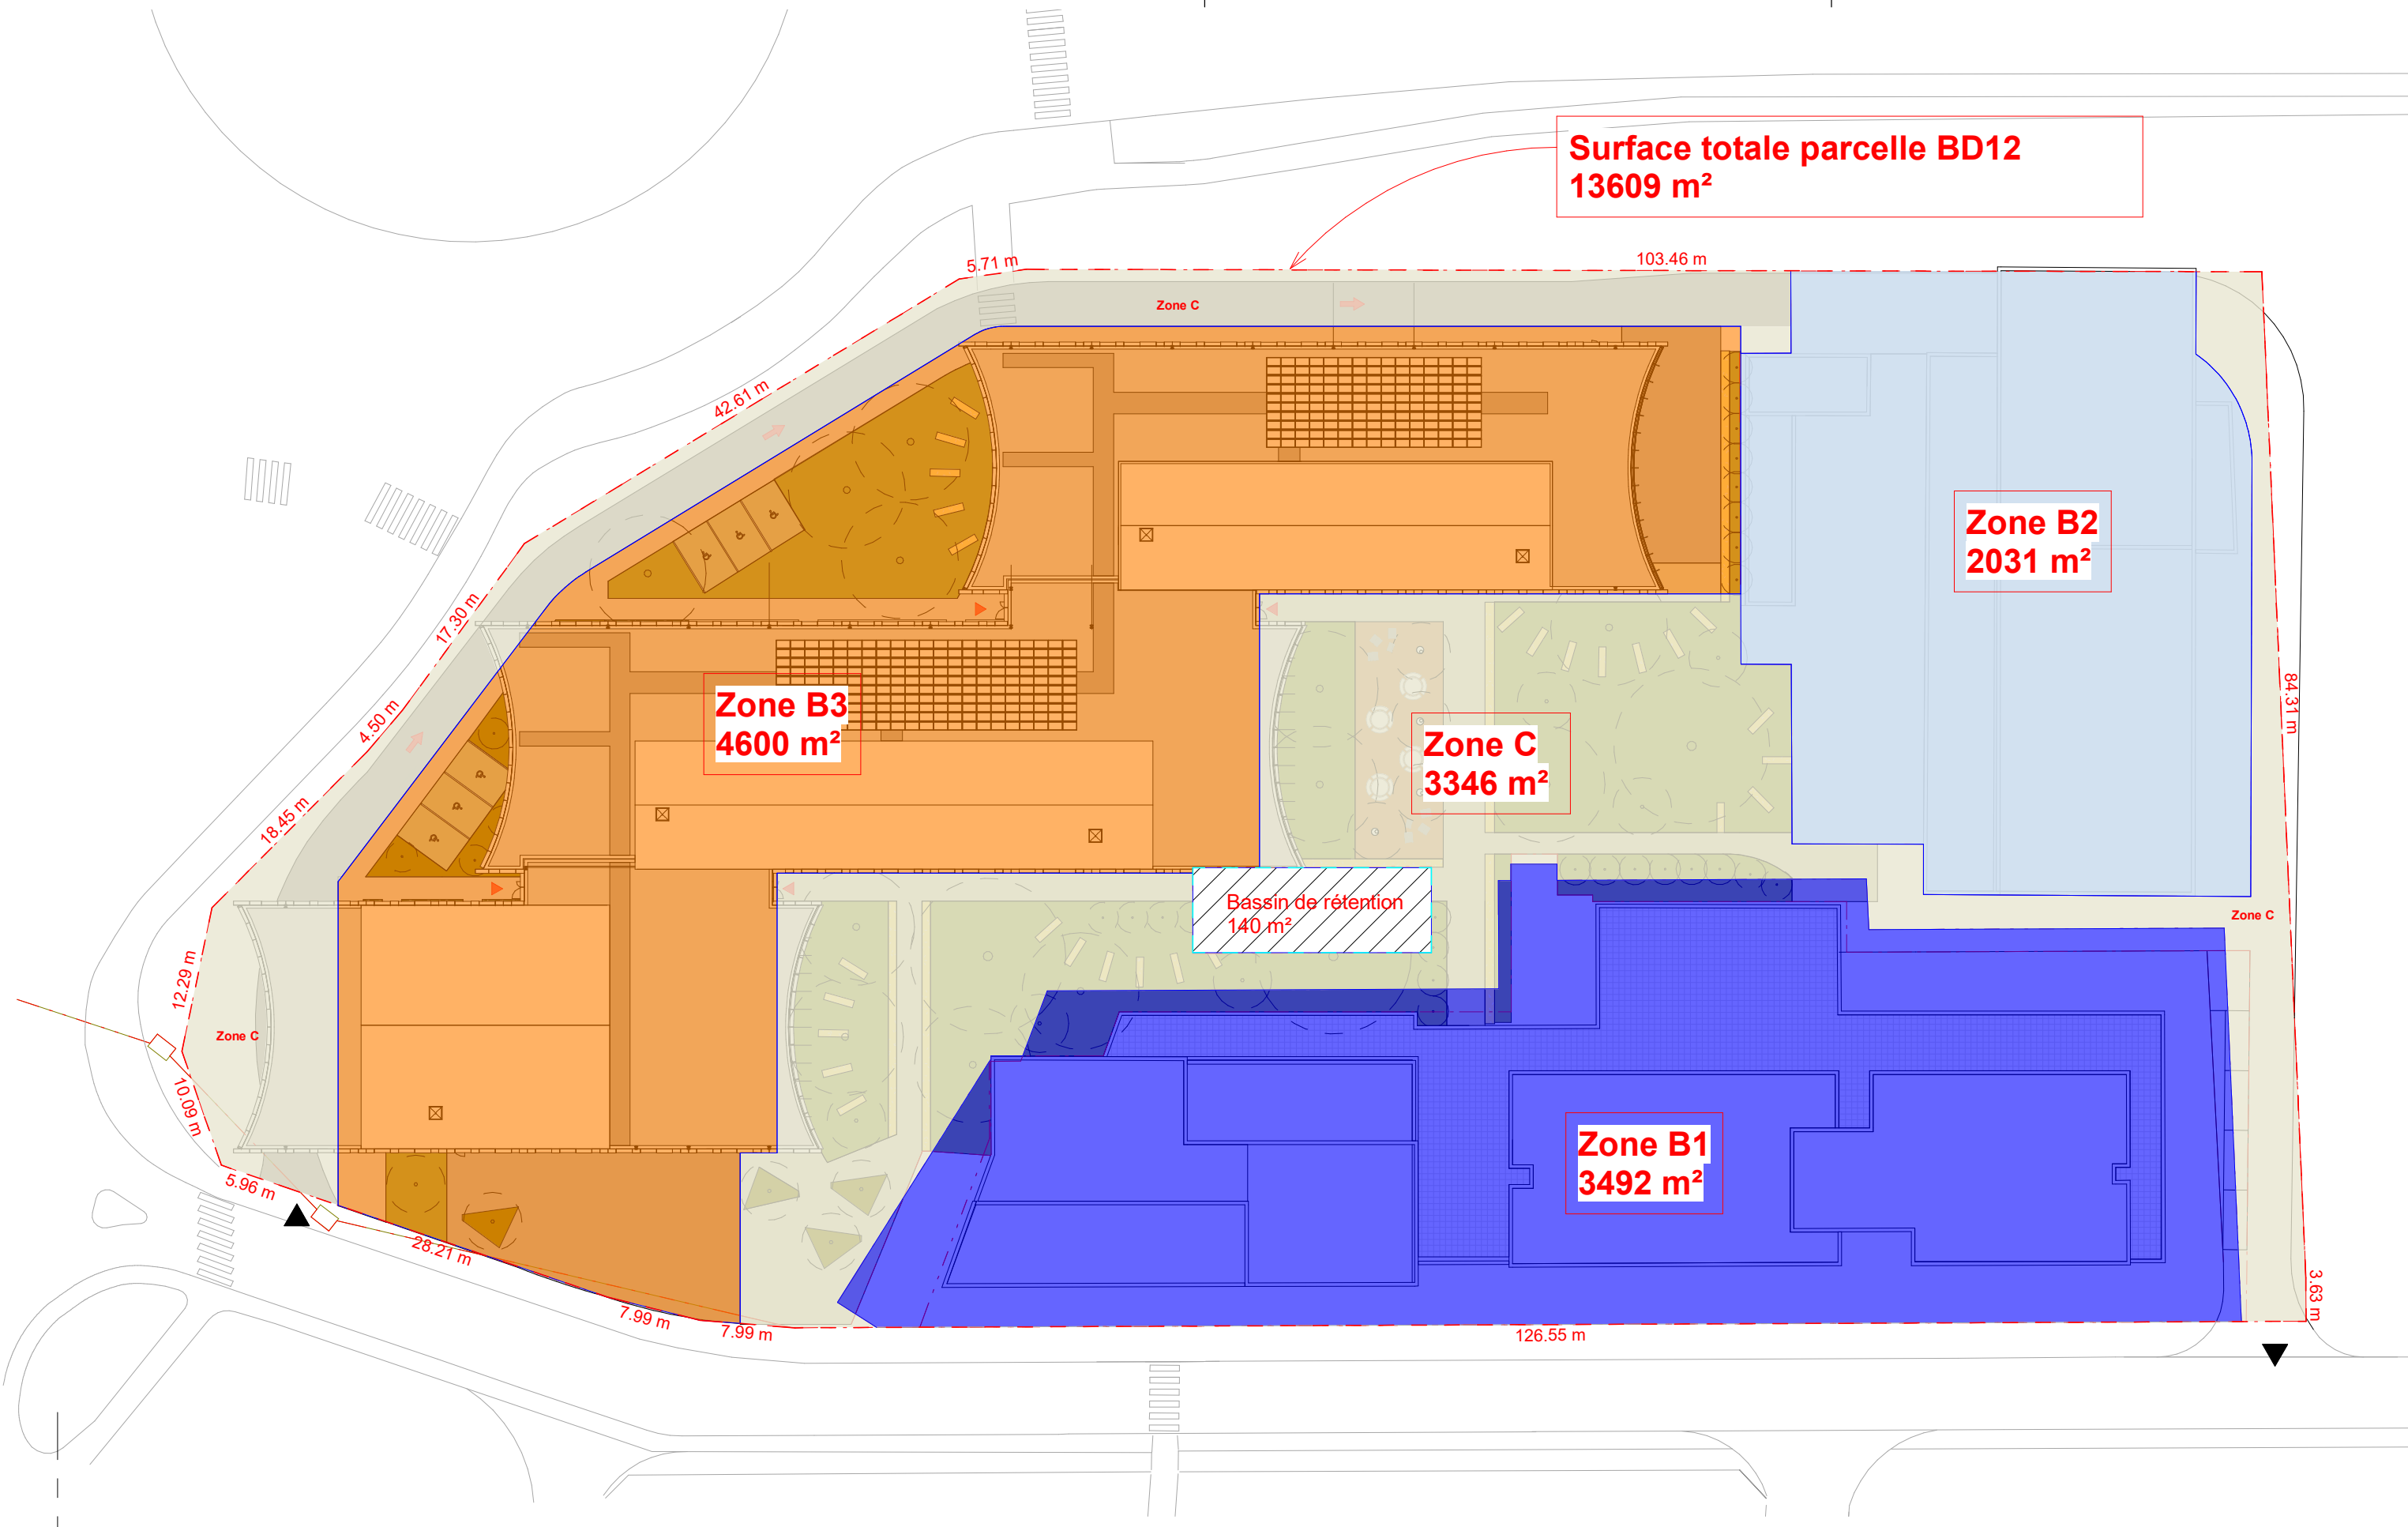 Surface totale parcelle BD12
13609 m²
5.71 m
103.46 m
Zone C
42.61 m
Zone B2
2031 m²
17.30 m
4.50 m
Zone B3
4600 m²
84.31 m
Zone C
3346 m²
18.45 m
Bassin de rétention
140 m²
Zone C
12.29 m
Zone C
10.09 m
Zone B1
3492 m²
5.96 m
28.21 m
3.63 m
7.99 m
7.99 m
126.55 m